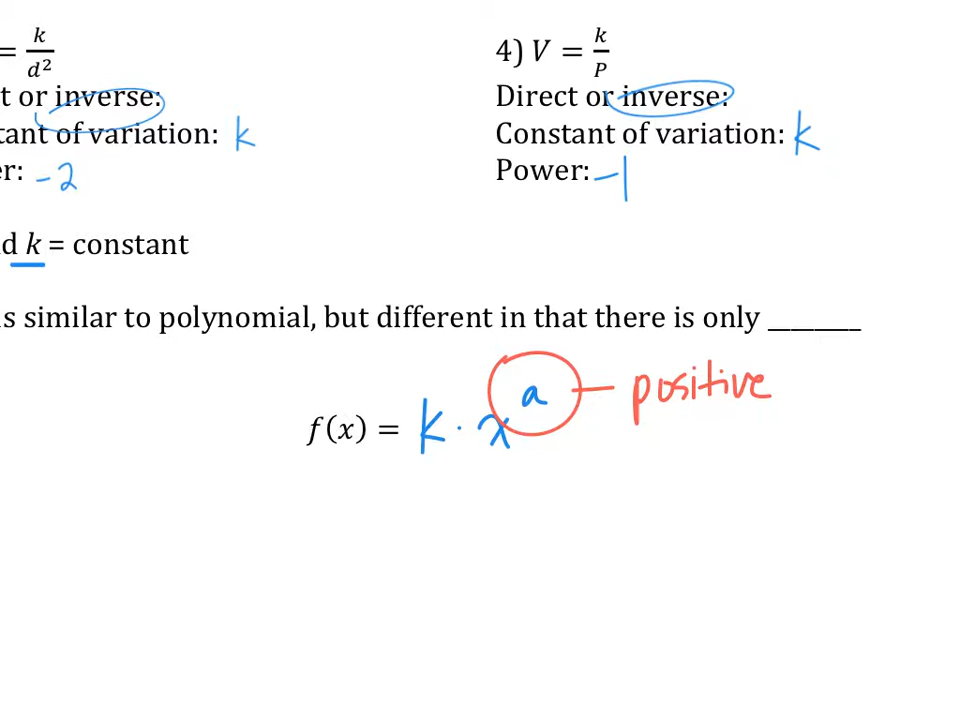 = k/d²
4) V = k/P
t or inverse:
Direct or inverse:
tant of variation: k
Constant of variation: k
er: -2
Power: -1
d k = constant
s similar to polynomial, but different in that there is only ________
f(x) = k · x^a — positive